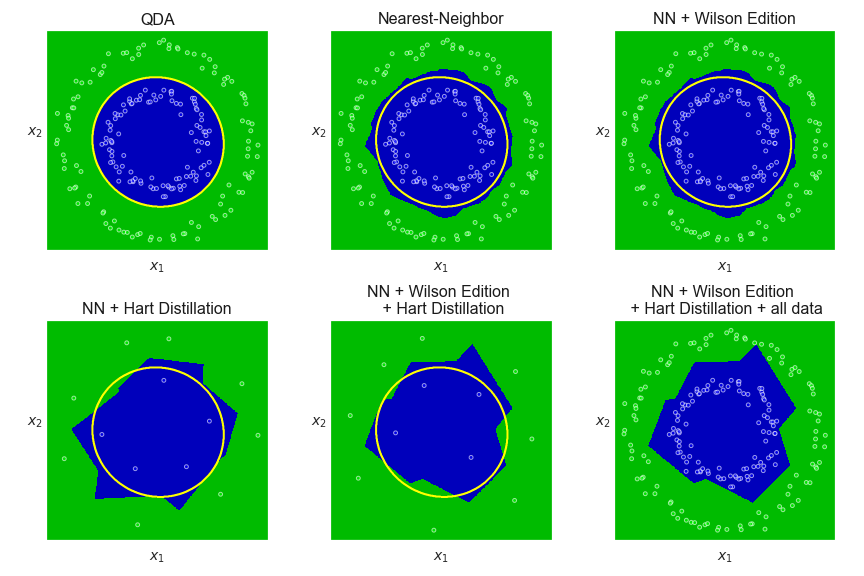 QDA
Nearest-Neighbor
NN + Wilson Edition
x₂
x₂
x₂
x₁
x₁
x₁
NN + Hart Distillation
NN + Wilson Edition
+ Hart Distillation
NN + Wilson Edition
+ Hart Distillation + all data
x₂
x₂
x₂
x₁
x₁
x₁